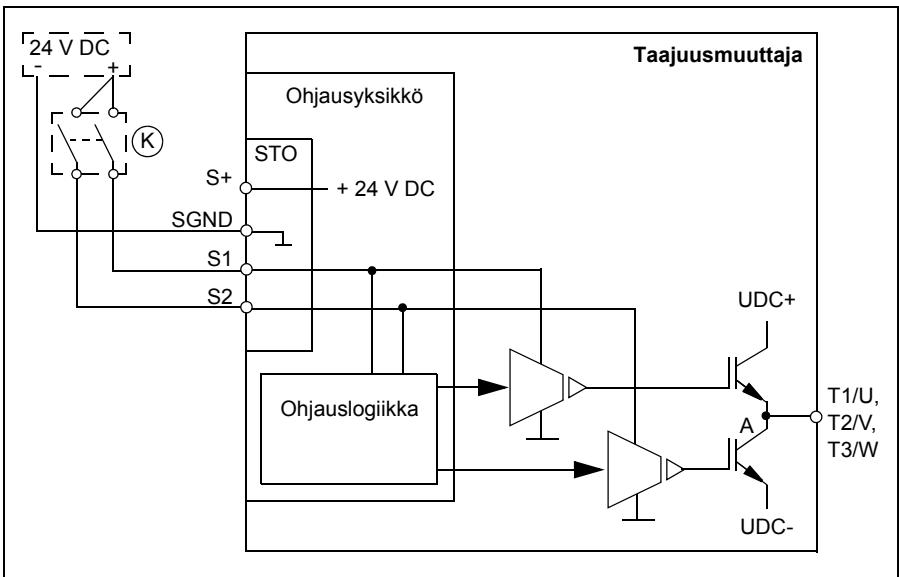 24 V DC
-
+
K
Taajuusmuuttaja
Ohjausyksikkö
STO
S+
+ 24 V DC
SGND
S1
S2
Ohjauslogiikka
UDC+
A
T1/U,
T2/V,
T3/W
UDC-